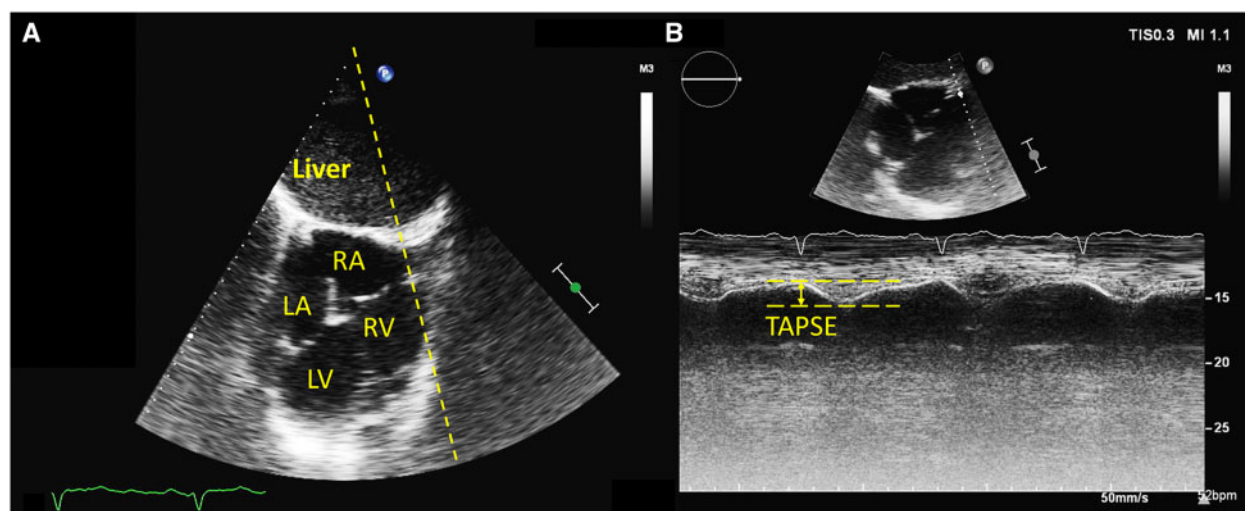 A
P
M3
Liver
RA
LA
RV
LV
B
TIS0.3 MI 1.1
P
M3
TAPSE
15
20
25
50mm/s
52bpm